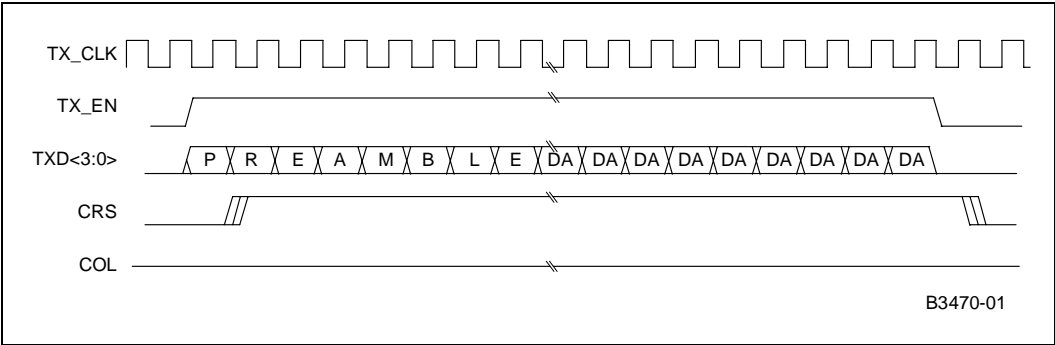 TX_CLK
TX_EN
TXD<3:0> P R E A M B L E DA DA DA DA DA DA DA DA DA
CRS
COL
B3470-01